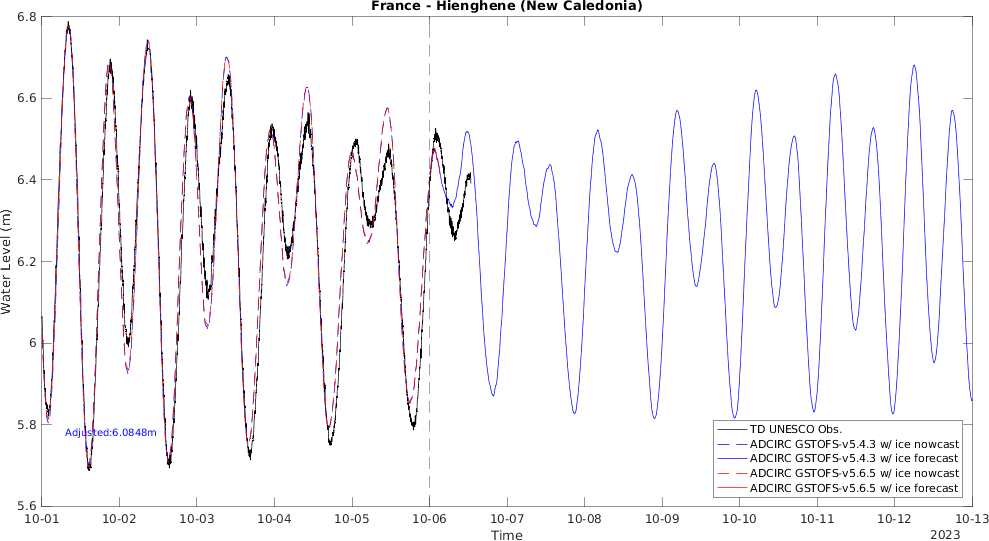 France - Hienghene (New Caledonia)
Water Level (m)
6.8
6.6
6.4
6.2
6
5.8
5.6
Adjusted:6.0848m
TD UNESCO Obs.
ADCIRC GSTOFS-v5.4.3 w/ ice nowcast
ADCIRC GSTOFS-v5.4.3 w/ ice forecast
ADCIRC GSTOFS-v5.6.5 w/ ice nowcast
ADCIRC GSTOFS-v5.6.5 w/ ice forecast
10-01 10-02 10-03 10-04 10-05 10-06 10-07 10-08 10-09 10-10 10-11 10-12 10-13
Time
2023